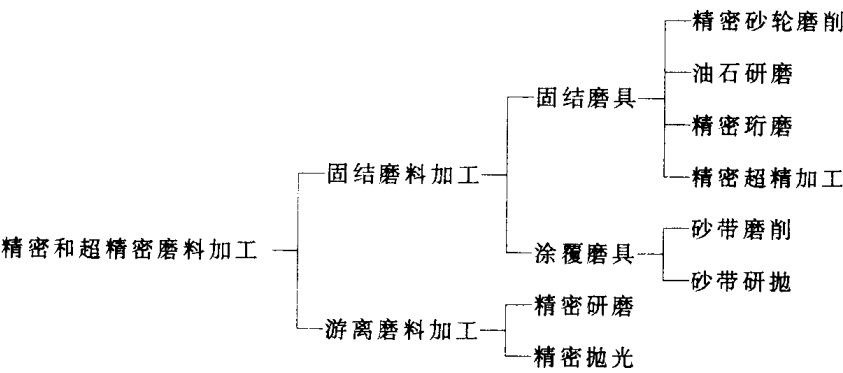 精密砂轮磨削
油石研磨
固结磨具
精密珩磨
固结磨料加工
精密超精加工
精密和超精密磨料加工
砂带磨削
涂覆磨具
砂带研抛
精密研磨
游离磨料加工
精密抛光